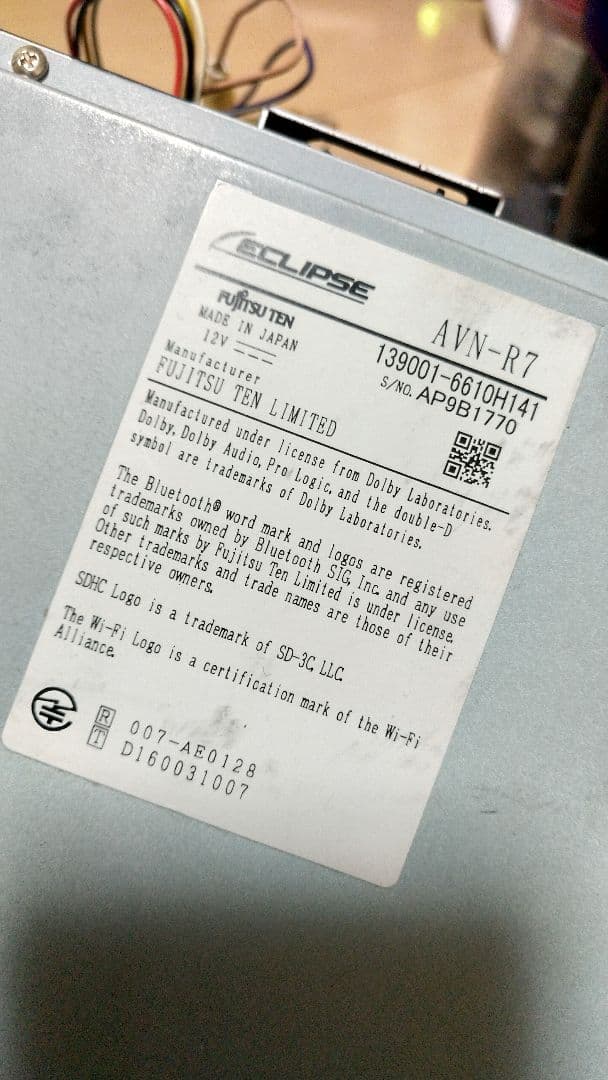 ECLIPSE
AVN-R7
FUJITSU TEN
MADE IN JAPAN
12V
139001-6610H141
S/NO. AP9B1770
Manufacturer
FUJITSU TEN LIMITED
Manufactured under license from Dolby Laboratories.
Dolby, Dolby Audio, Pro Logic, and the double-D
symbol are trademarks of Dolby Laboratories.
The Bluetooth® word mark and logos are registered
trademarks owned by Bluetooth SIG, Inc. and any use
of such marks by Fujitsu Ten Limited is under license.
Other trademarks and trade names are those of their
respective owners.
SDHC Logo is a trademark of SD-3C, LLC.
The Wi-Fi Logo is a certification mark of the Wi-Fi
Alliance.
R 007-AE0128
T D160031007